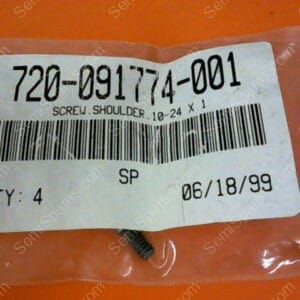 720-091774-001
SCREW,SHOULDER,10-24 X 1
SP
TY: 4
06/18/99